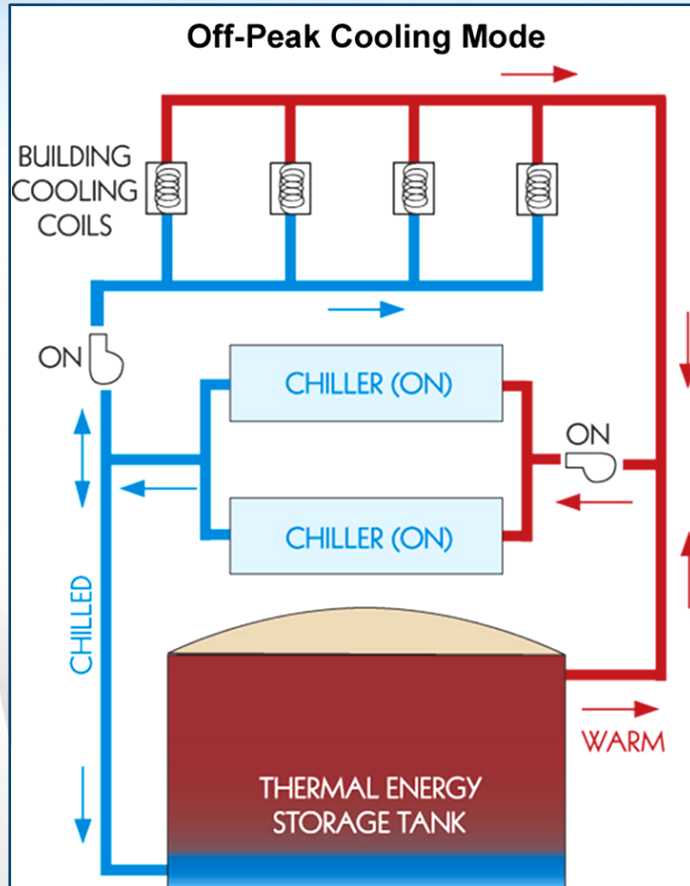 Off-Peak Cooling Mode
BUILDING
COOLING
COILS
ON
CHILLER (ON)
ON
CHILLER (ON)
CHILLED
WARM
THERMAL ENERGY
STORAGE TANK